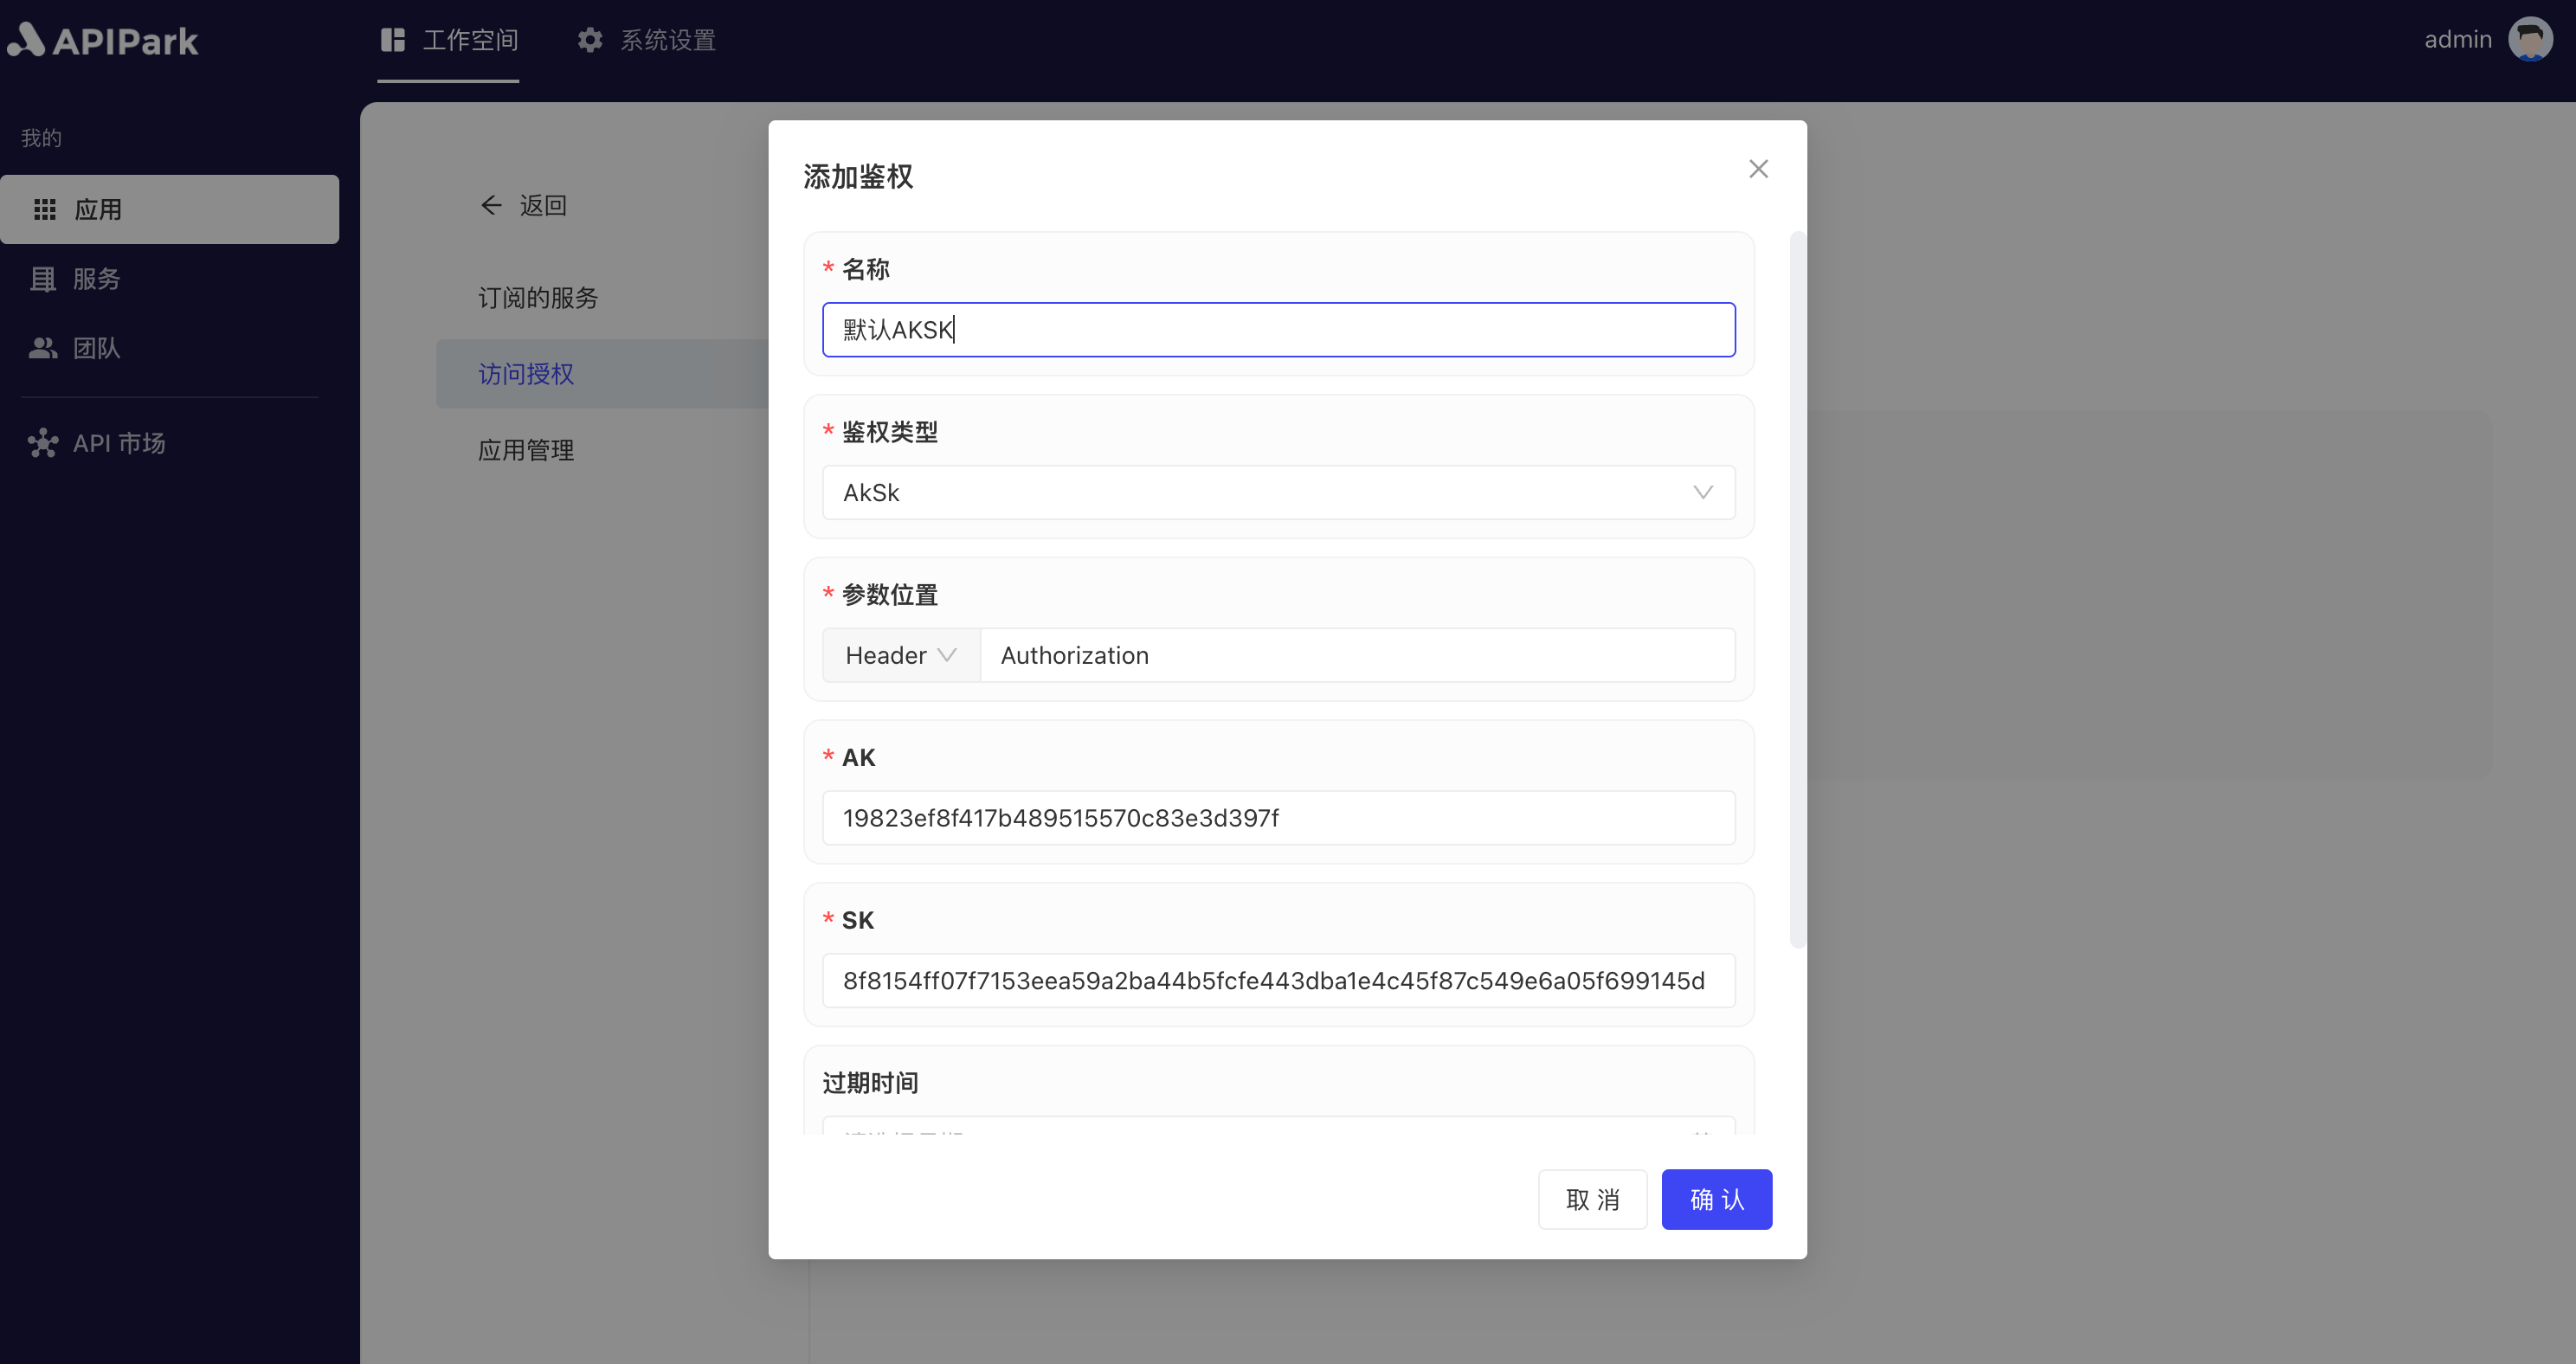 APIPark
工作空间
系统设置
admin
我的
应用
服务
团队
API 市场
返回
订阅的服务
访问授权
应用管理
添加鉴权
* 名称
默认AKSK
* 鉴权类型
AkSk
* 参数位置
Header
Authorization
* AK
19823ef8f417b489515570c83e3d397f
* SK
8f8154ff07f7153eea59a2ba44b5fcfe443dba1e4c45f87c549e6a05f699145d
过期时间
取 消
确 认